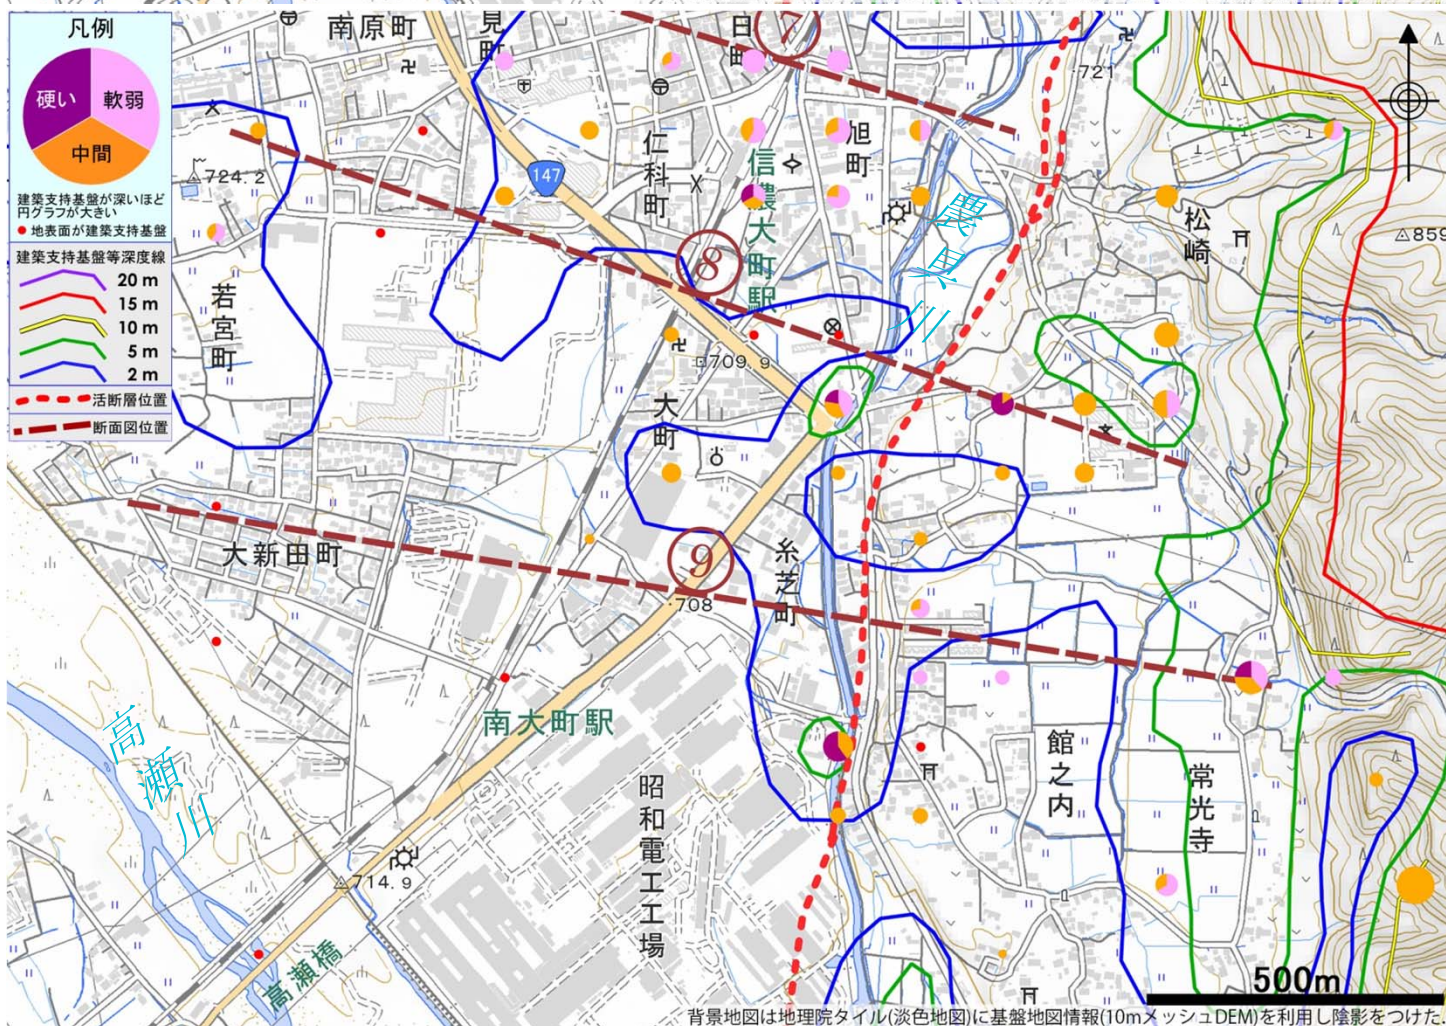 凡例
硬い
軟弱
中間
建築支持基盤が深いほど
円グラフが大きい
地表面が建築支持基盤
建築支持基盤等深度線
20 m
15 m
10 m
5 m
2 m
活断層位置
断面図位置
南原町
見町
日町
7
721
仁科町
旭町
147
信濃大町駅
農具川
松崎
859
724.2
若宮町
8
709.9
大町
大新田町
9
708
糸芝町
南大町駅
高瀬川
昭和電工工場
館之内
常光寺
714.9
高瀬橋
500m
背景地図は地理院タイル(淡色地図)に基盤地図情報(10mメッシュDEM)を利用し陰影をつけた